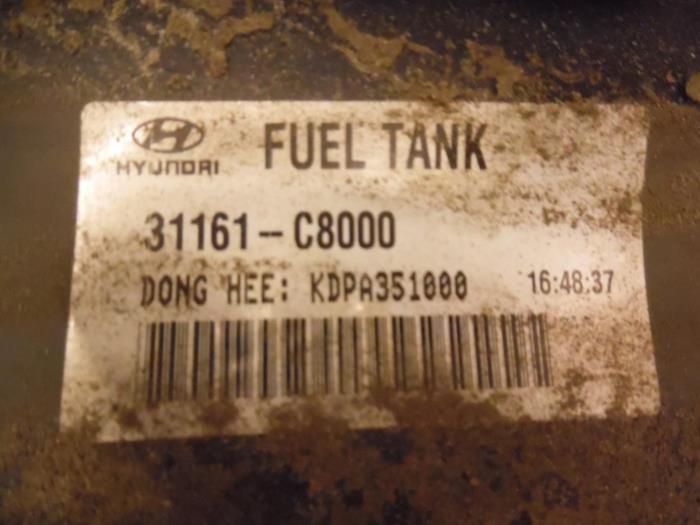 HYUNDAI FUEL TANK
31161-C8000
DONG HEE: KDPA351000 16:48:37